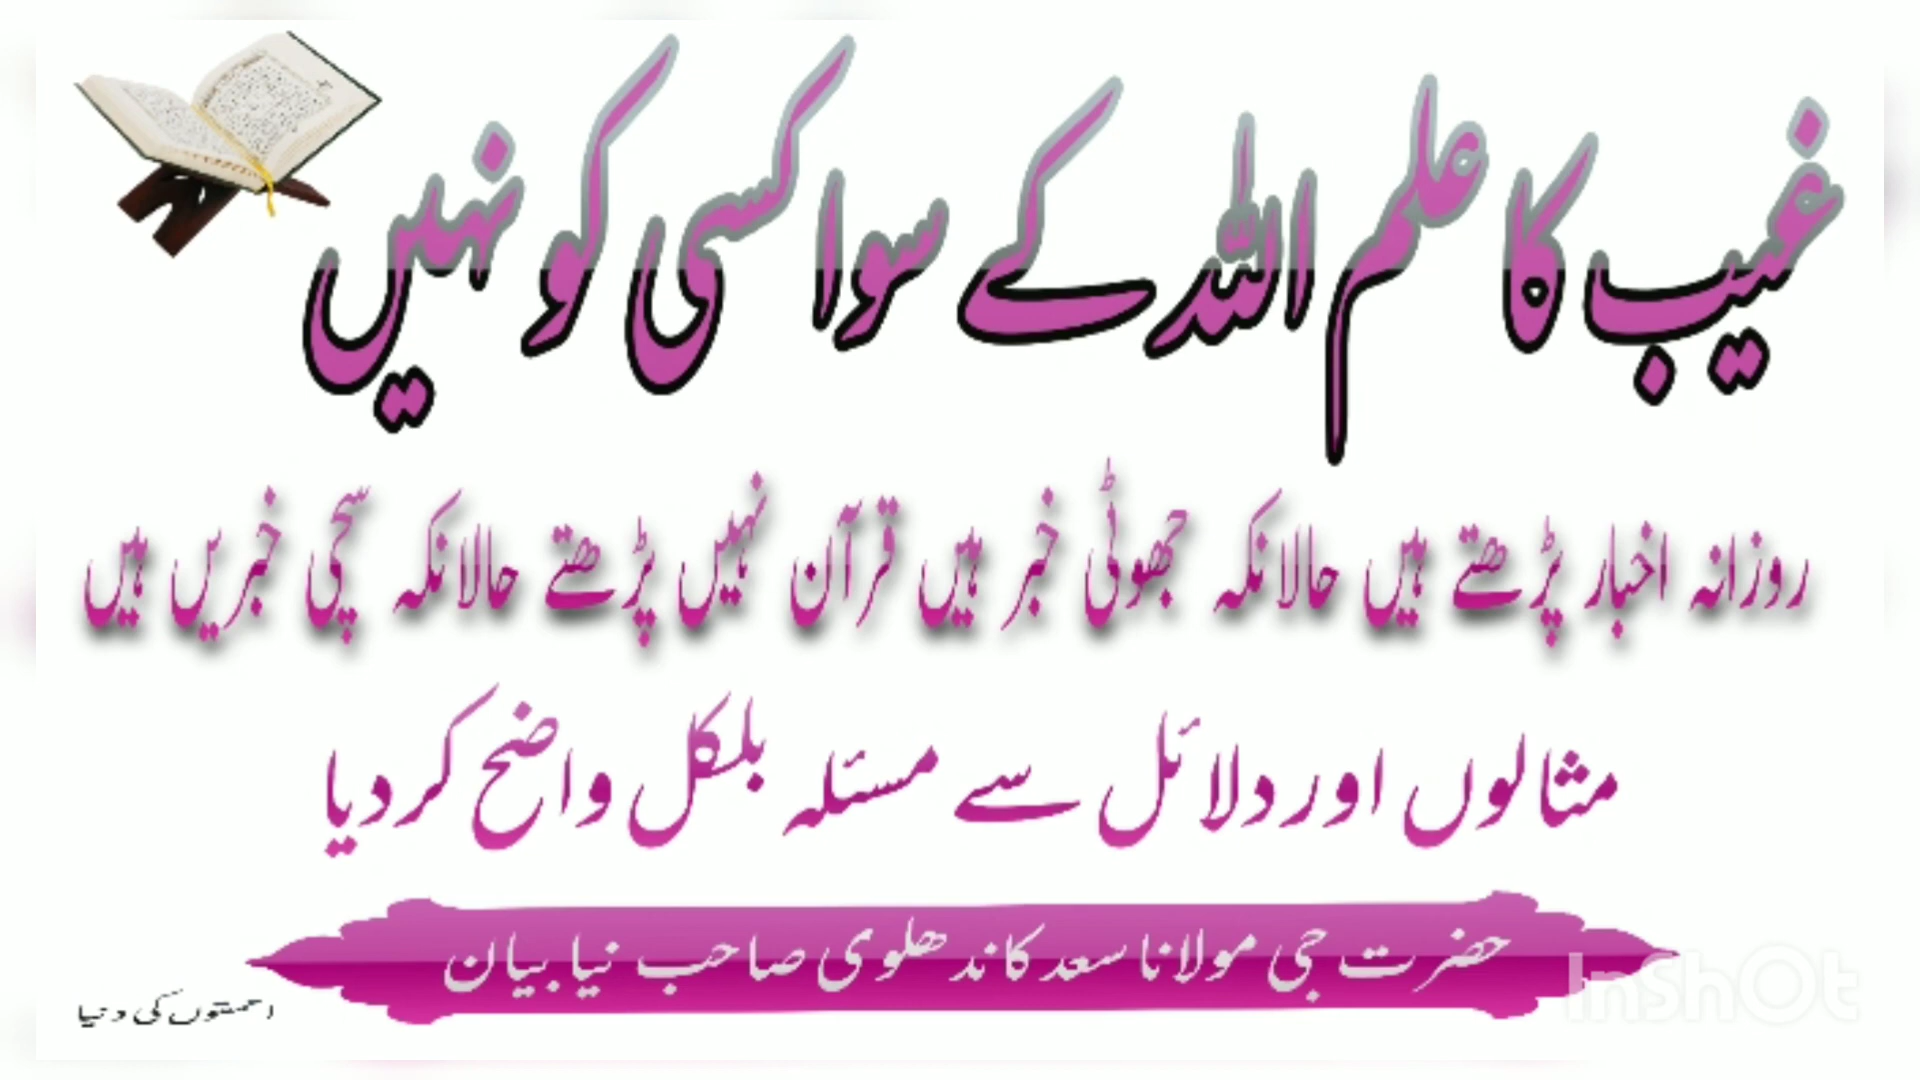 غیب کا علم اللہ کے سوا کسی کو نہیں
روزانہ اخبار پڑھتے ہیں حالانکہ جھوٹی خبر ہیں قرآن نہیں پڑھتے حالانکہ سچی خبریں ہیں
مثالوں اور دلائل سے مسئلہ بلکل واضح کردیا
حضرت جی مولانا سعد کاندھلوی صاحب نیا بیان
کی دنیا
InShOt